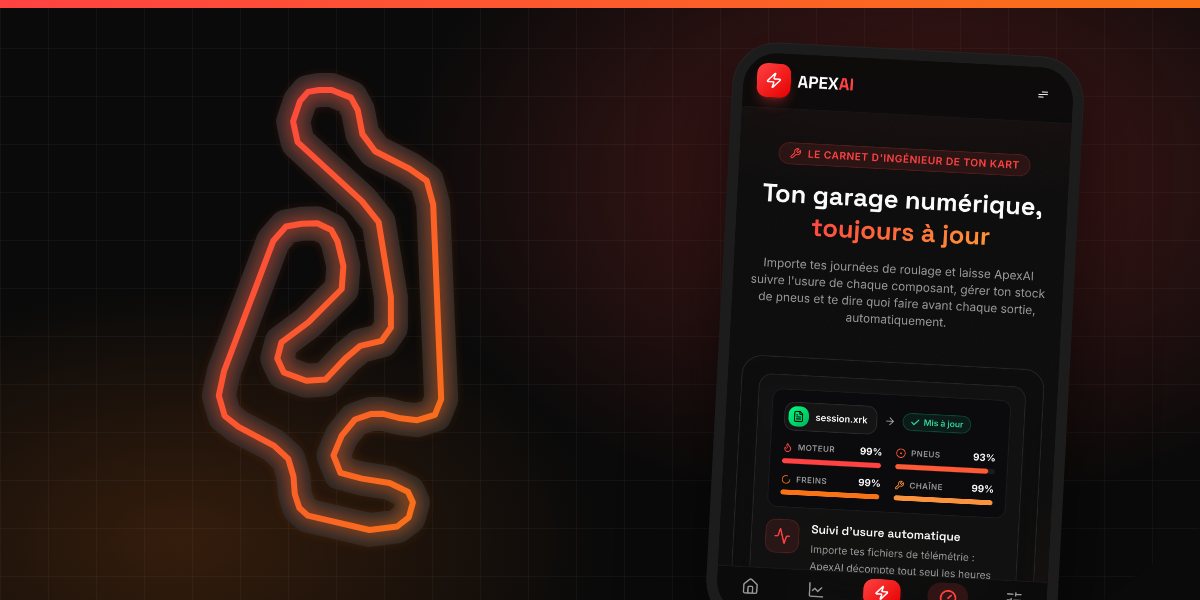 APEXAI
LE CARNET D'INGÉNIEUR DE TON KART
Ton garage numérique,
toujours à jour
Importe tes journées de roulage et laisse ApexAI
suivre l'usure de chaque composant, gérer ton stock
de pneus et te dire quoi faire avant chaque sortie,
automatiquement.
session.xrk → Mis à jour
MOTEUR 99% PNEUS 93%
FREINS 99% CHAÎNE 99%
Suivi d'usure automatique
Importe tes fichiers de télémétrie :
ApexAI décompte tout seul les heures